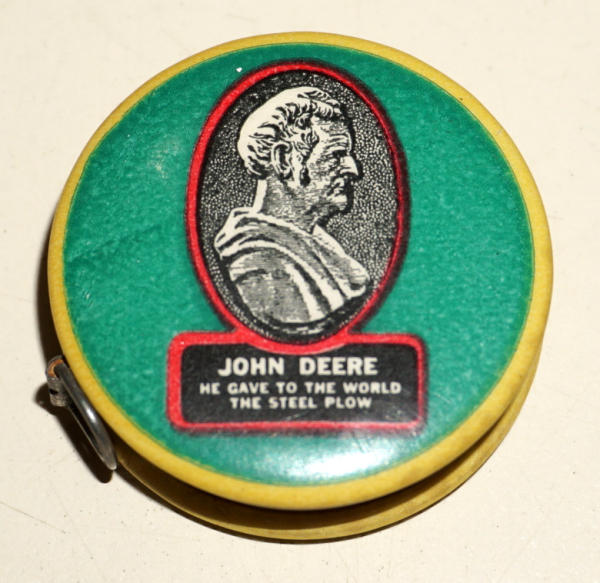 JOHN DEERE
HE GAVE TO THE WORLD
THE STEEL PLOW